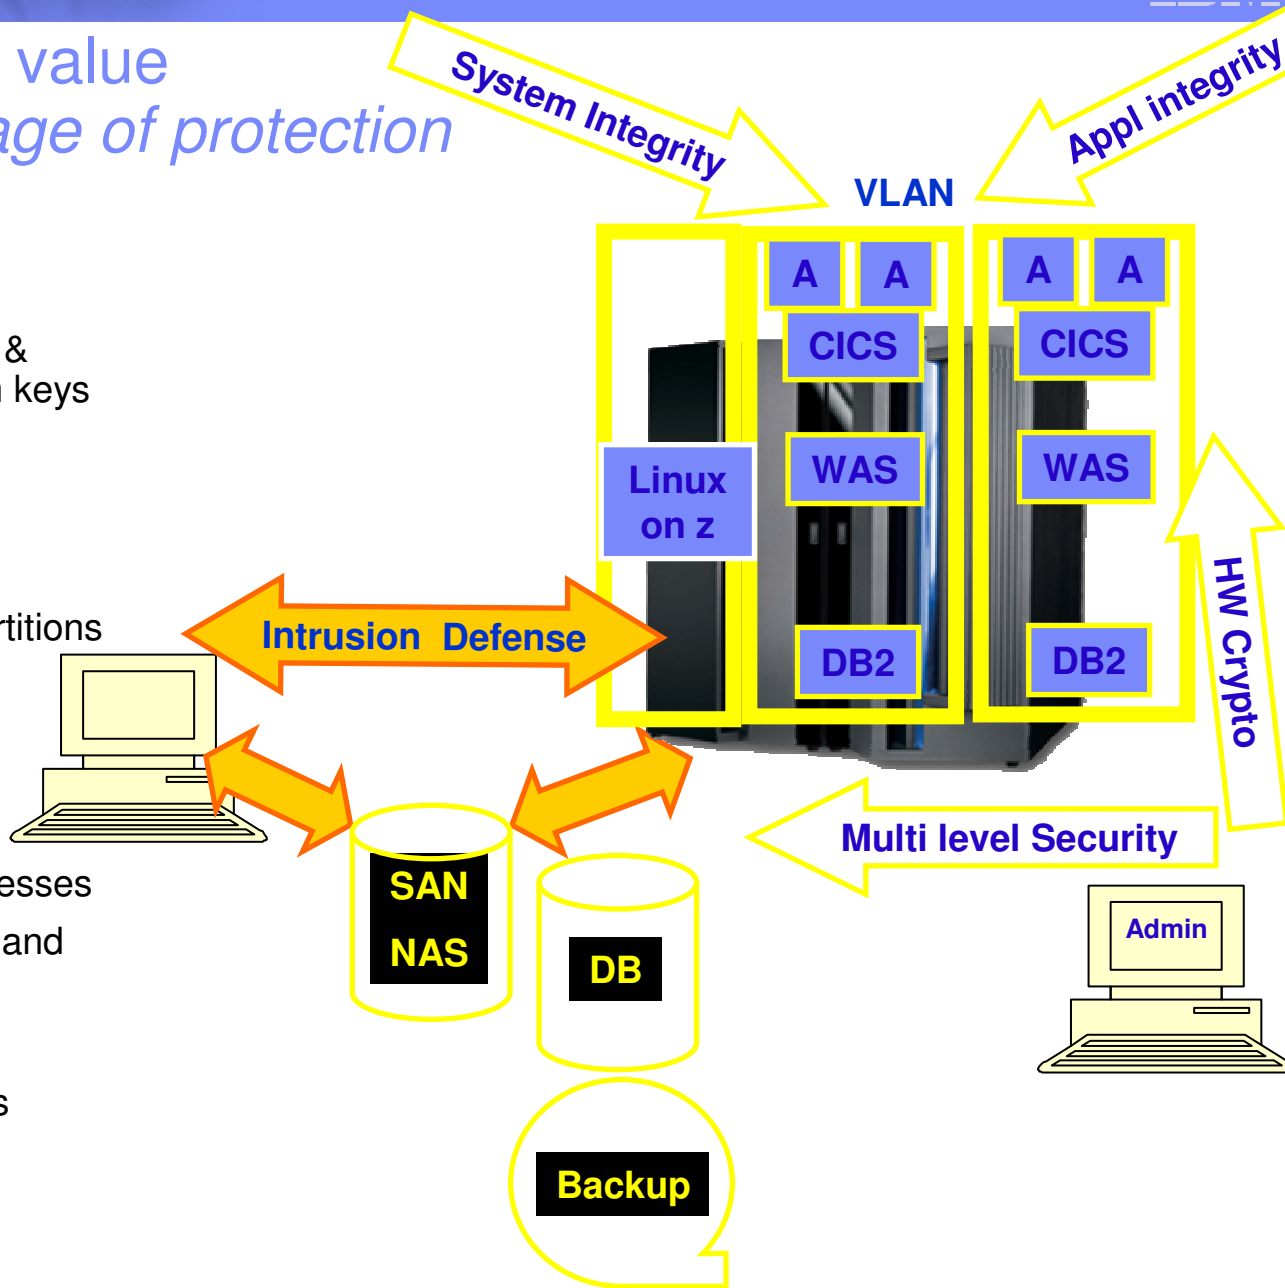 value
age of protection
System Integrity
Appl integrity
VLAN
A
A
A
A
&
keys
CICS
CICS
Linux
on z
WAS
WAS
HW Crypto
rtitions
Intrusion Defense
DB2
DB2
Multi level Security
esses
and
SAN
NAS
DB
Admin
s
Backup